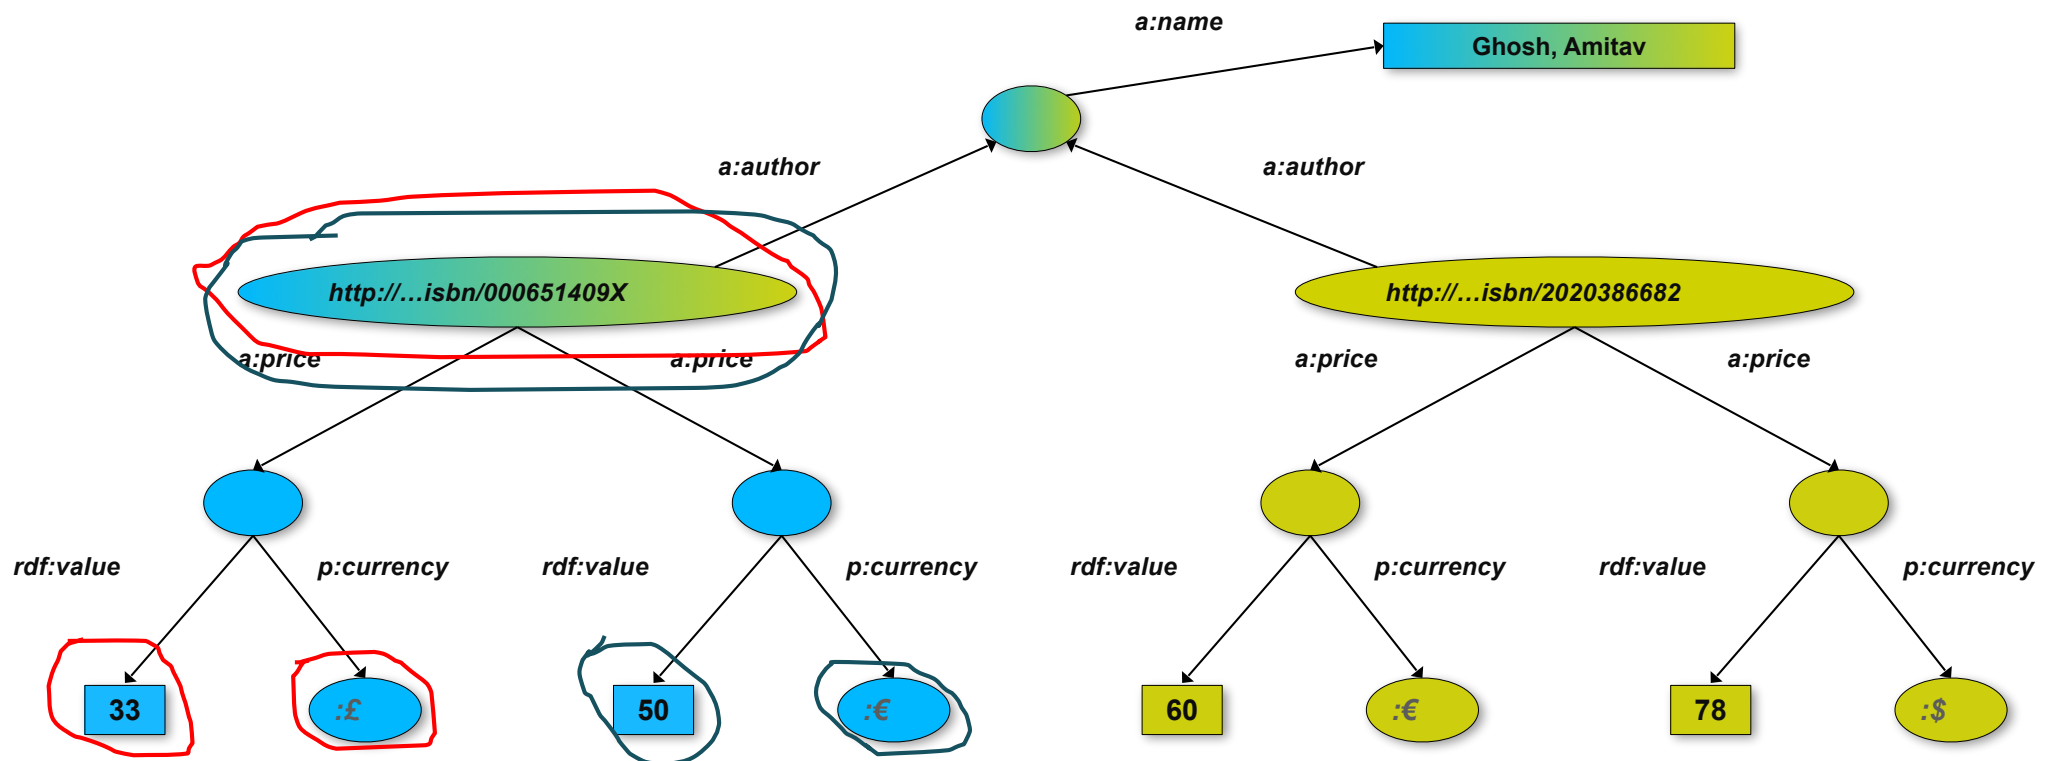 a:name
Ghosh, Amitav
a:author
a:author
http://…isbn/000651409X
http://…isbn/2020386682
a:price
a:price
a:price
a:price
rdf:value
p:currency
rdf:value
p:currency
rdf:value
p:currency
rdf:value
p:currency
33
:£
50
:€
60
:€
78
:$